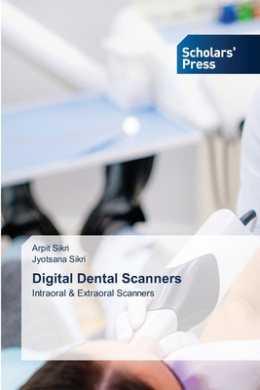 Scholars'
Press
Arpit Sikri
Jyotsana Sikri
Digital Dental Scanners
Intraoral & Extraoral Scanners